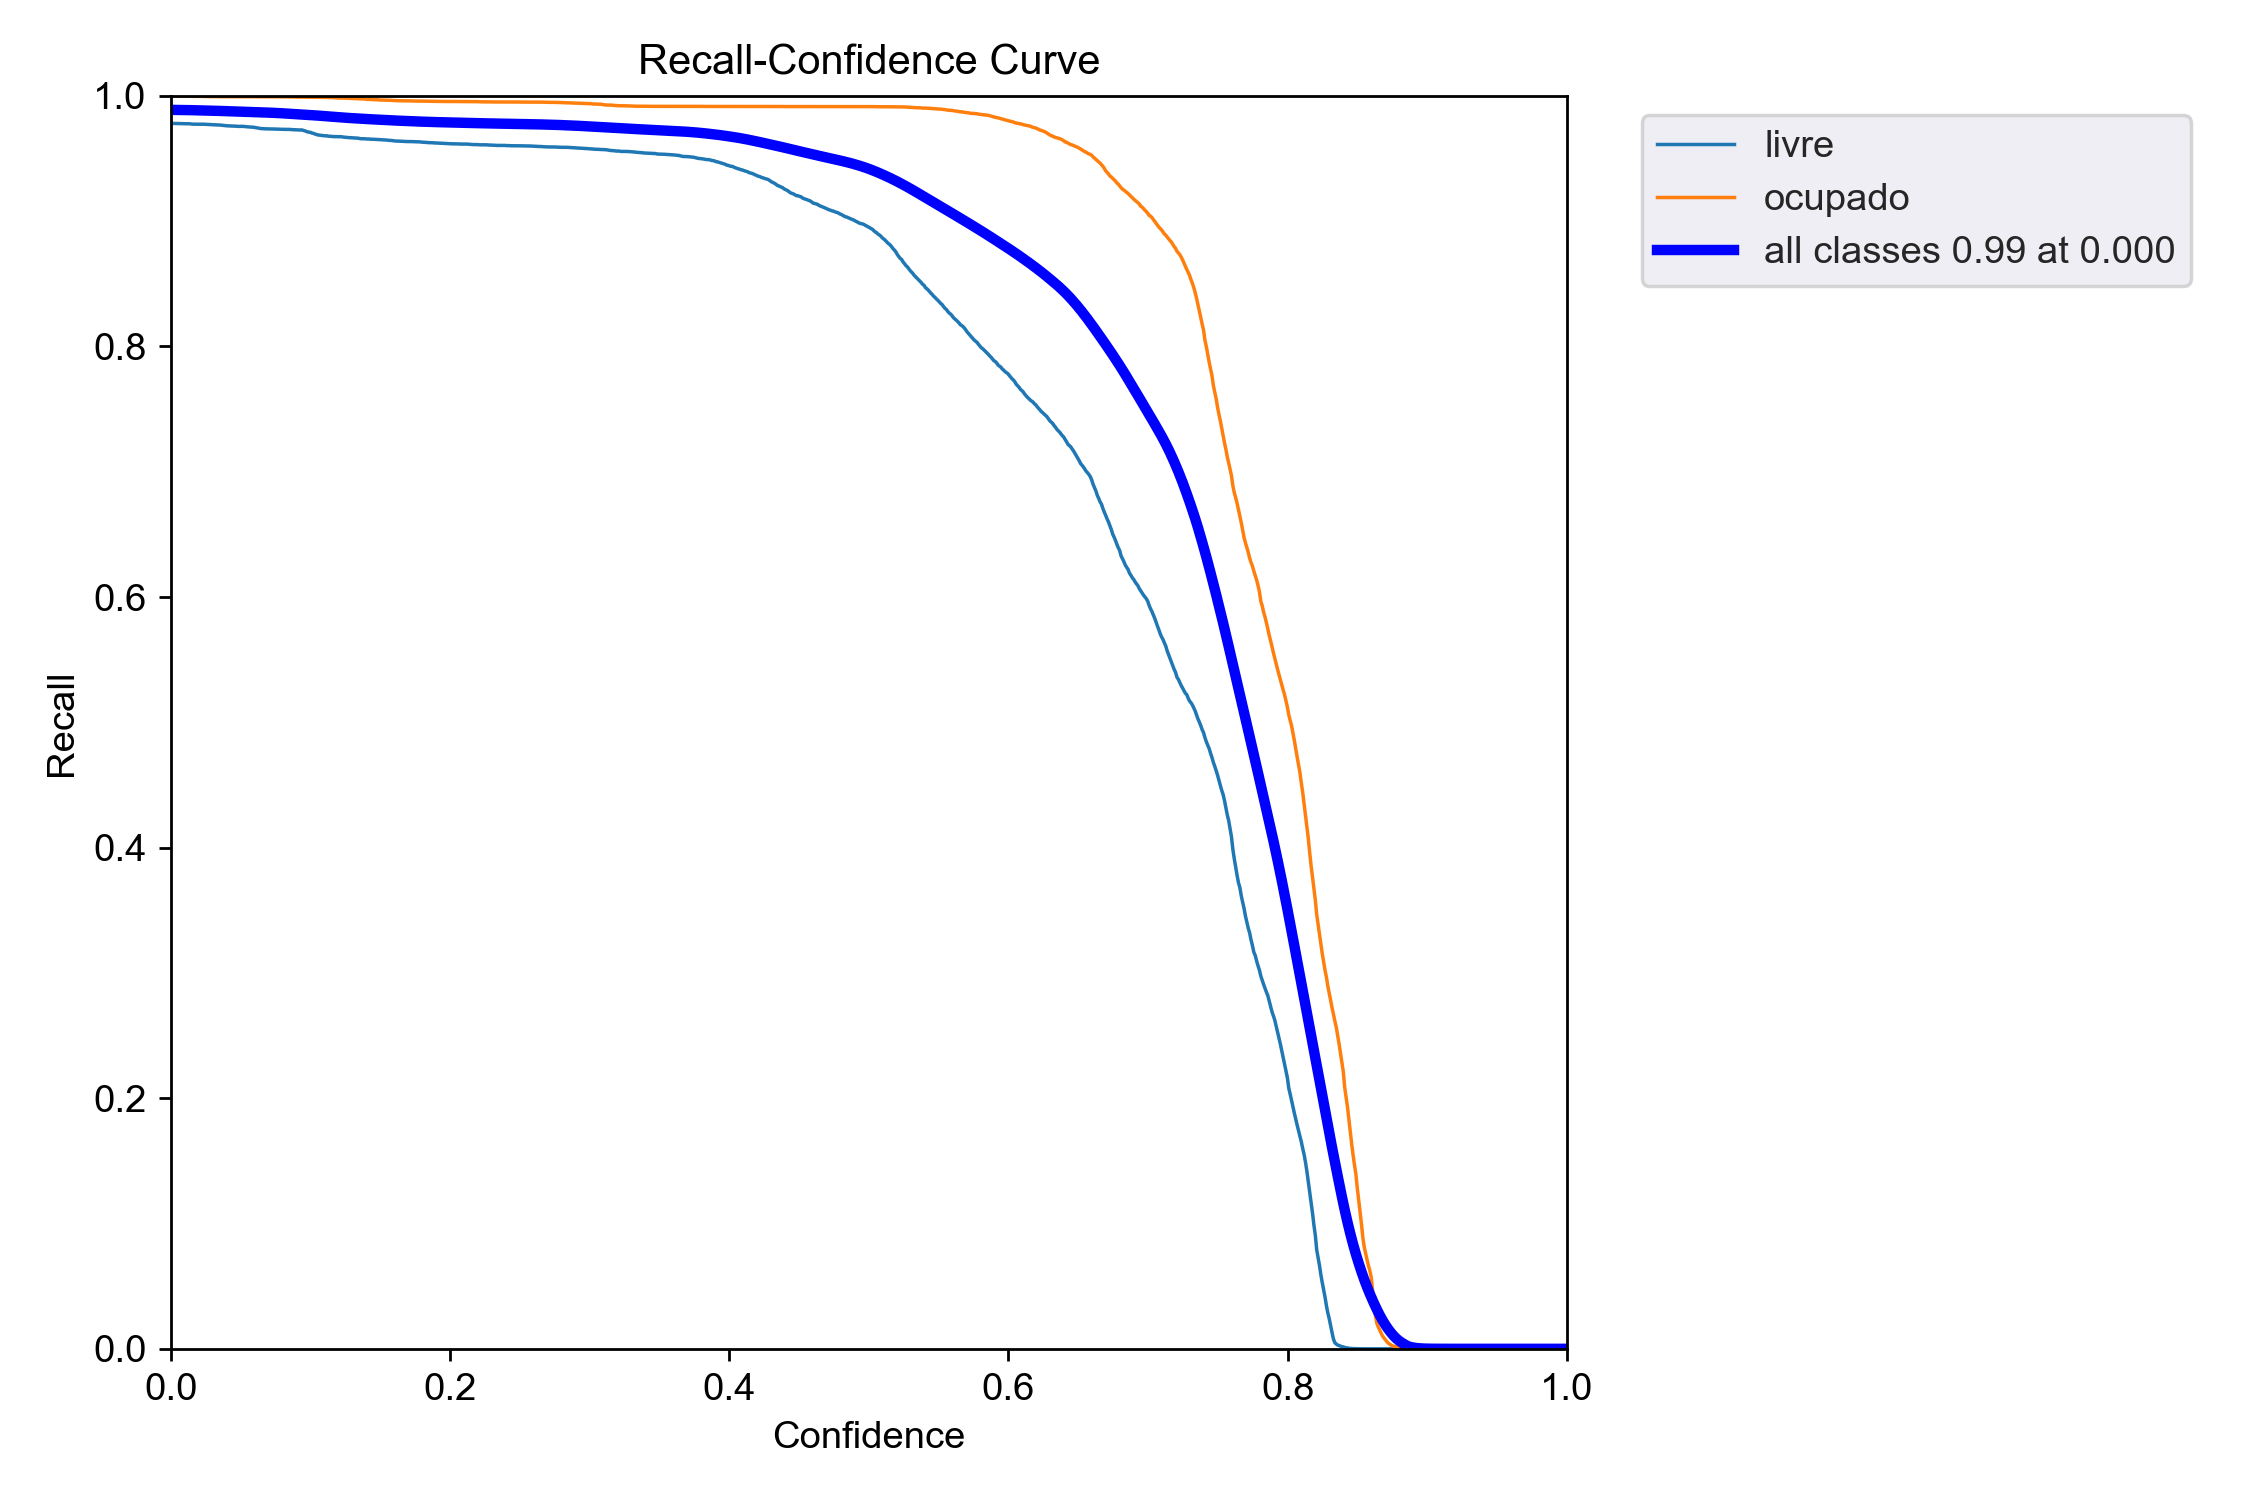 Recall-Confidence Curve
1.0
0.8
0.6
0.4
0.2
0.0
Recall
0.0 0.2 0.4 0.6 0.8 1.0
Confidence
livre
ocupado
all classes 0.99 at 0.000